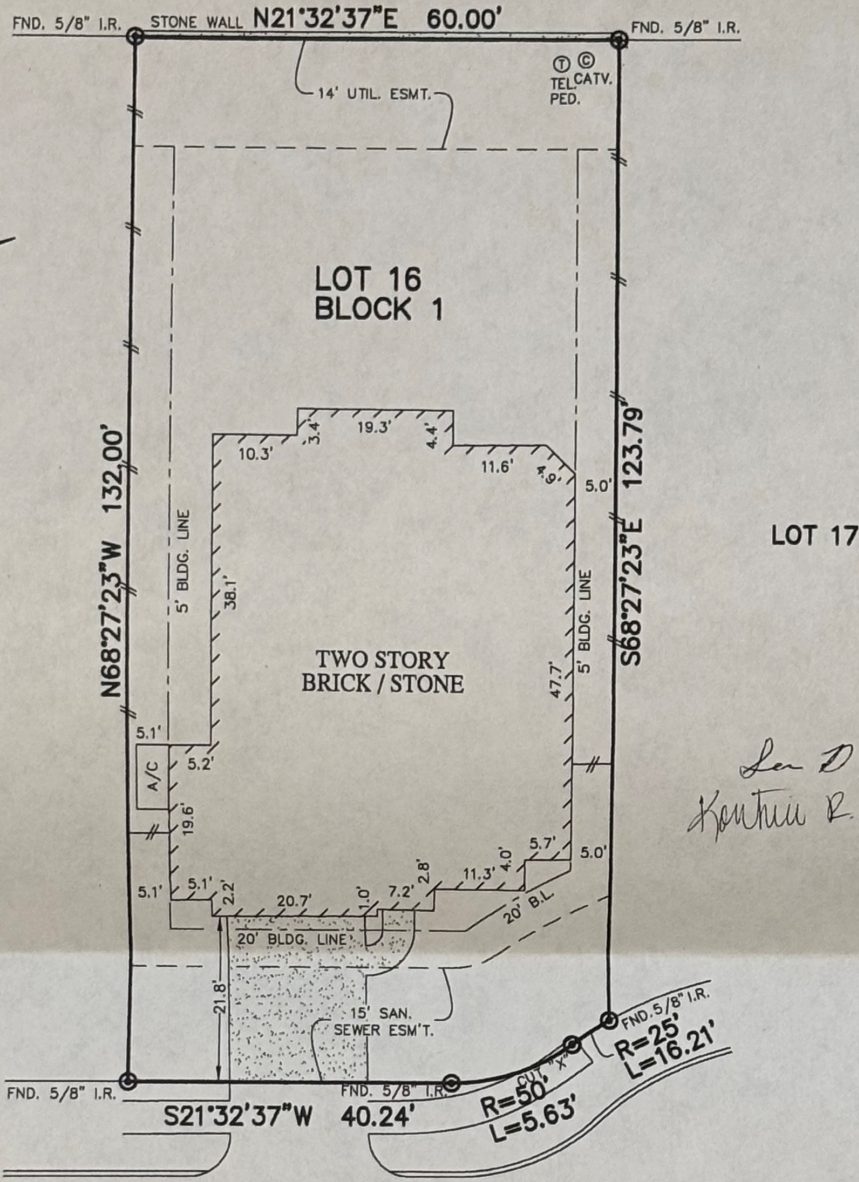 FND. 5/8" I.R.
STONE WALL N21°32'37"E 60.00'
FND. 5/8" I.R.
T C
TEL. CATV.
PED.
14' UTIL. ESMT.
LOT 16
BLOCK 1
19.3'
3.4'
4.4'
10.3'
11.6'
4.9'
5.0'
N68°27'23"W 132.00'
S68°27'23"E 123.79'
LOT 17
5' BLDG. LINE
38.1'
5' BLDG. LINE
TWO STORY
BRICK / STONE
47.7'
5.1'
5.2'
A/C
19.6'
5.7'
5.0'
4.0'
11.3'
2.8'
5.1'
5.1'
2.2'
20.7'
1.0'
7.2'
20' B.L.
20' BLDG. LINE
21.8'
15' SAN.
SEWER ESM'T.
FND. 5/8" I.R.
R=25'
L=16.21'
CUT "X"
FND. 5/8" I.R.
FND. 5/8" I.R.
R=50'
L=5.63'
S21°32'37"W 40.24'